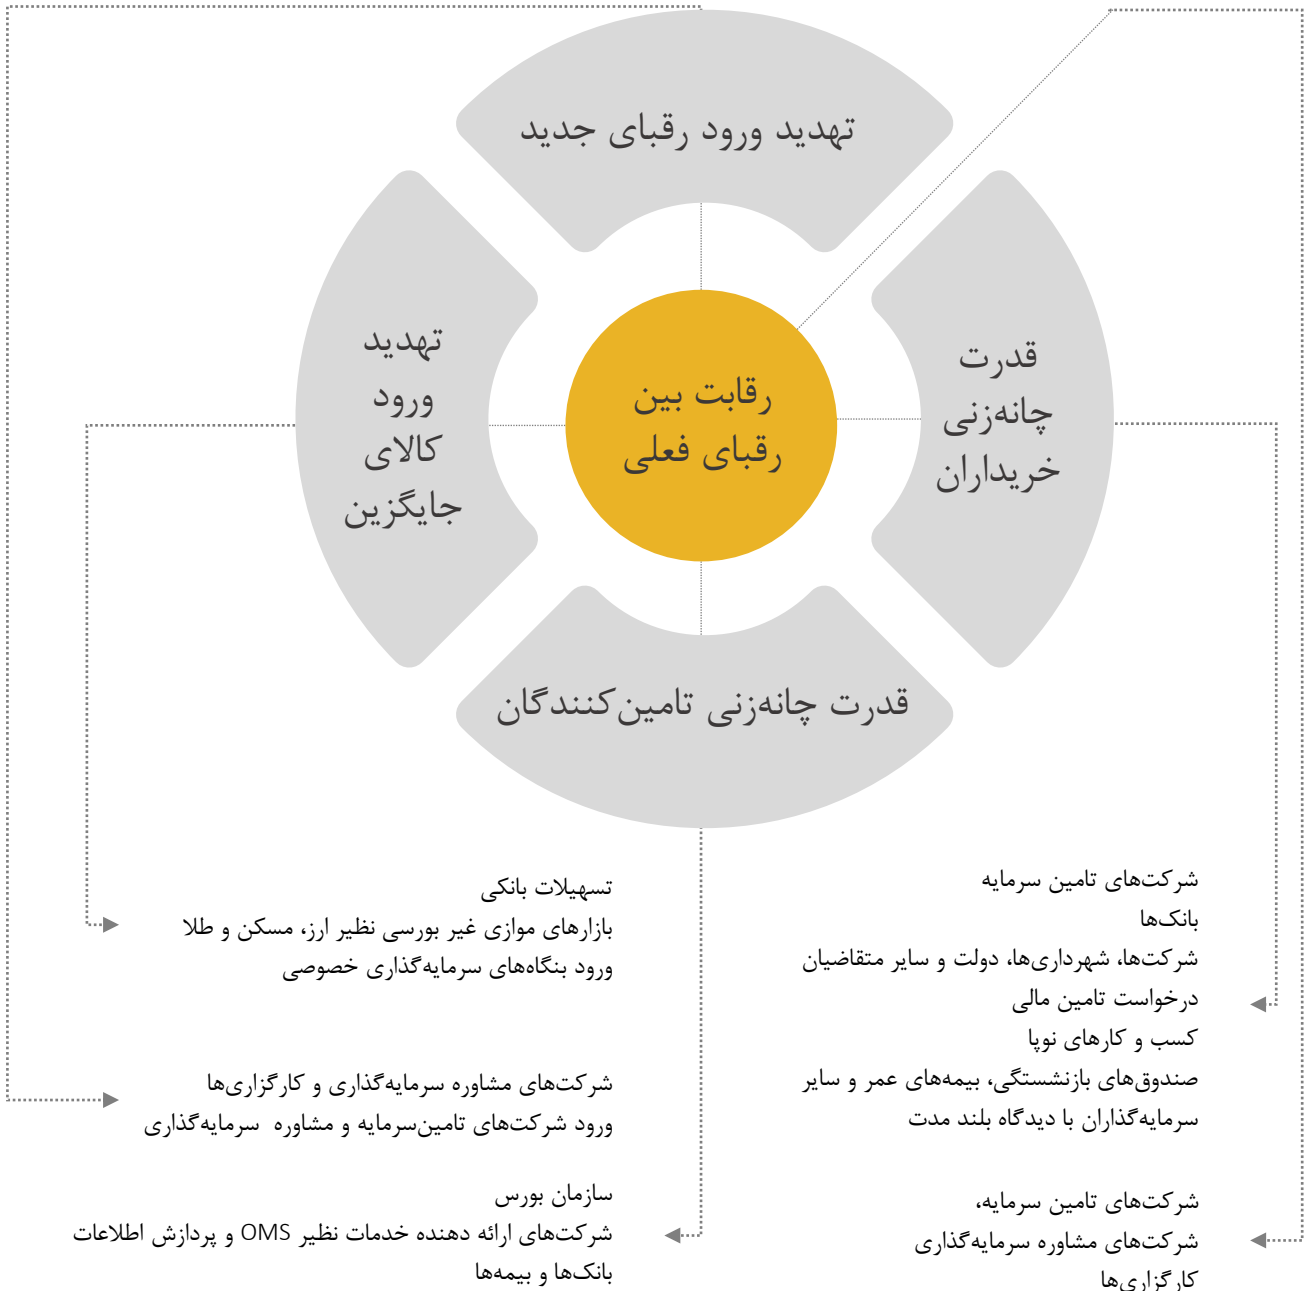 تهدید ورود رقبای جدید
تهدید
ورود
کالای
جایگزین
رقابت بین
رقبای فعلی
قدرت
چانه‌زنی
خریداران
قدرت چانه‌زنی تامین‌کنندگان
شرکت‌های تامین سرمایه
بانک‌ها
شرکت‌ها، شهرداری‌ها، دولت و سایر متقاضیان
درخواست تامین مالی
کسب و کارهای نوپا
صندوق‌های بازنشستگی، بیمه‌های عمر و سایر
سرمایه‌گذاران با دیدگاه بلند مدت
شرکت‌های تامین سرمایه،
شرکت‌های مشاوره سرمایه‌گذاری
کارگزاری‌ها
تسهیلات بانکی
بازارهای موازی غیر بورسی نظیر ارز، مسکن و طلا
ورود بنگاه‌های سرمایه‌گذاری خصوصی
شرکت‌های مشاوره سرمایه‌گذاری و کارگزاری‌ها
ورود شرکت‌های تامین‌سرمایه و مشاوره سرمایه‌گذاری
سازمان بورس
شرکت‌های ارائه دهنده خدمات نظیر OMS و پردازش اطلاعات
بانک‌ها و بیمه‌ها